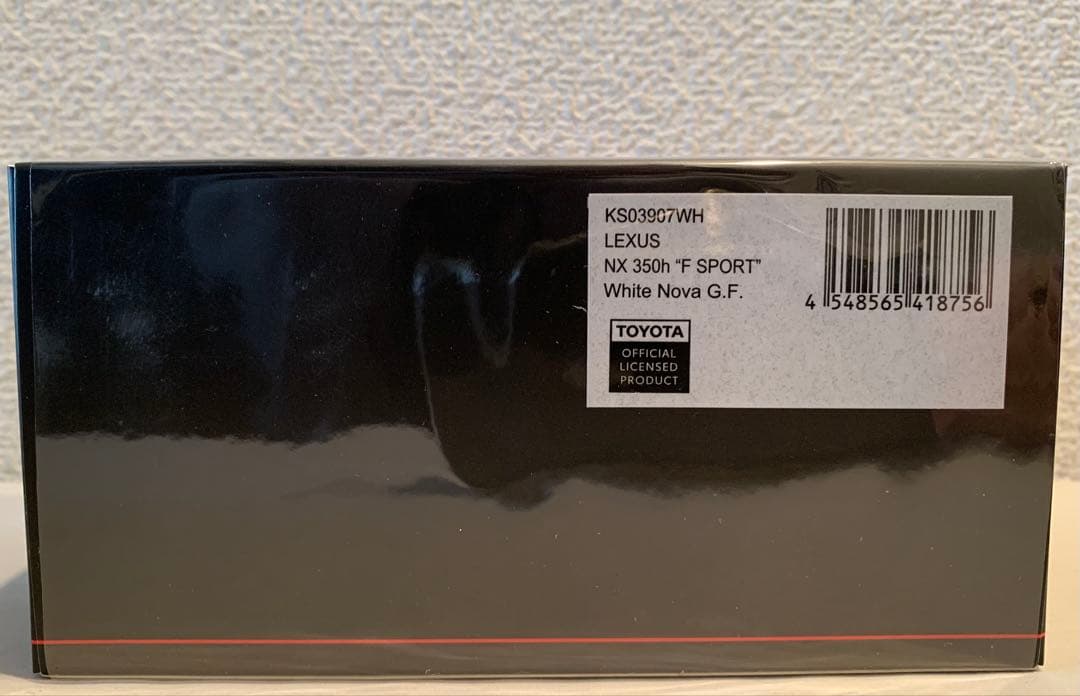 KS03907WH
LEXUS
NX 350h “F SPORT”
White Nova G.F.
4 548565 418756
TOYOTA
OFFICIAL
LICENSED
PRODUCT